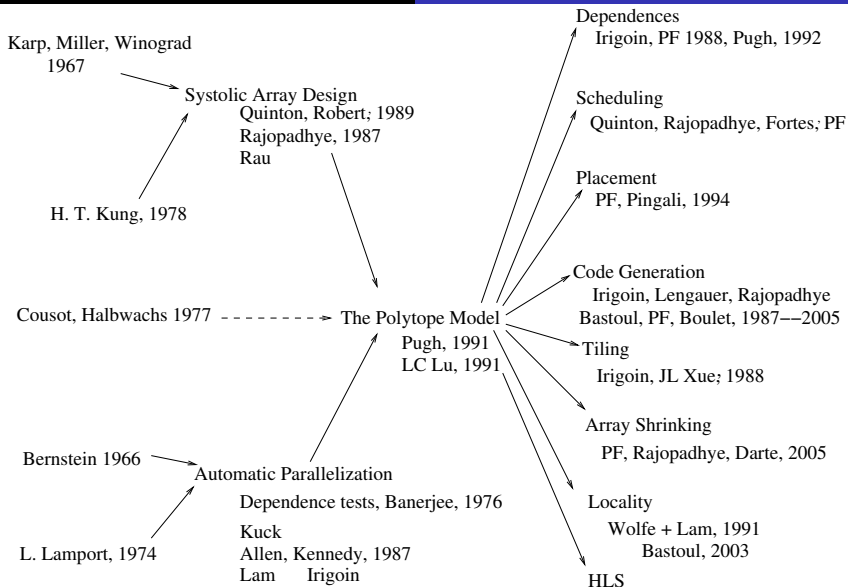 Karp, Miller, Winograd
1967
Systolic Array Design
Quinton, Robert; 1989
Rajopadhye, 1987
Rau
H. T. Kung, 1978
Cousot, Halbwachs 1977
The Polytope Model
Pugh, 1991
LC Lu, 1991
Bernstein 1966
Automatic Parallelization
Dependence tests, Banerjee, 1976
Kuck
Allen, Kennedy, 1987
Lam Irigoin
L. Lamport, 1974
Dependences
Irigoin, PF 1988, Pugh, 1992
Scheduling
Quinton, Rajopadhye, Fortes; PF
Placement
PF, Pingali, 1994
Code Generation
Irigoin, Lengauer, Rajopadhye
Bastoul, PF, Boulet, 1987--2005
Tiling
Irigoin, JL Xue; 1988
Array Shrinking
PF, Rajopadhye, Darte, 2005
Locality
Wolfe + Lam, 1991
Bastoul, 2003
HLS